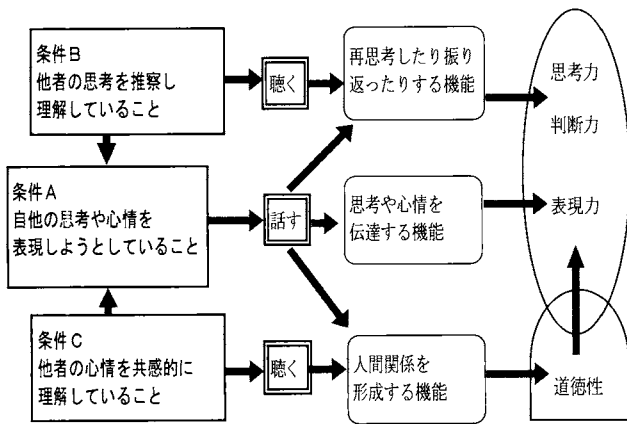 条件B
他者の思考を推察し
理解していること
聴く
再思考したり振り
返ったりする機能
思考力
判断力
条件A
自他の思考や心情を
表現しようとしていること
話す
思考や心情を
伝達する機能
表現力
条件C
他者の心情を共感的に
理解していること
聴く
人間関係を
形成する機能
道徳性